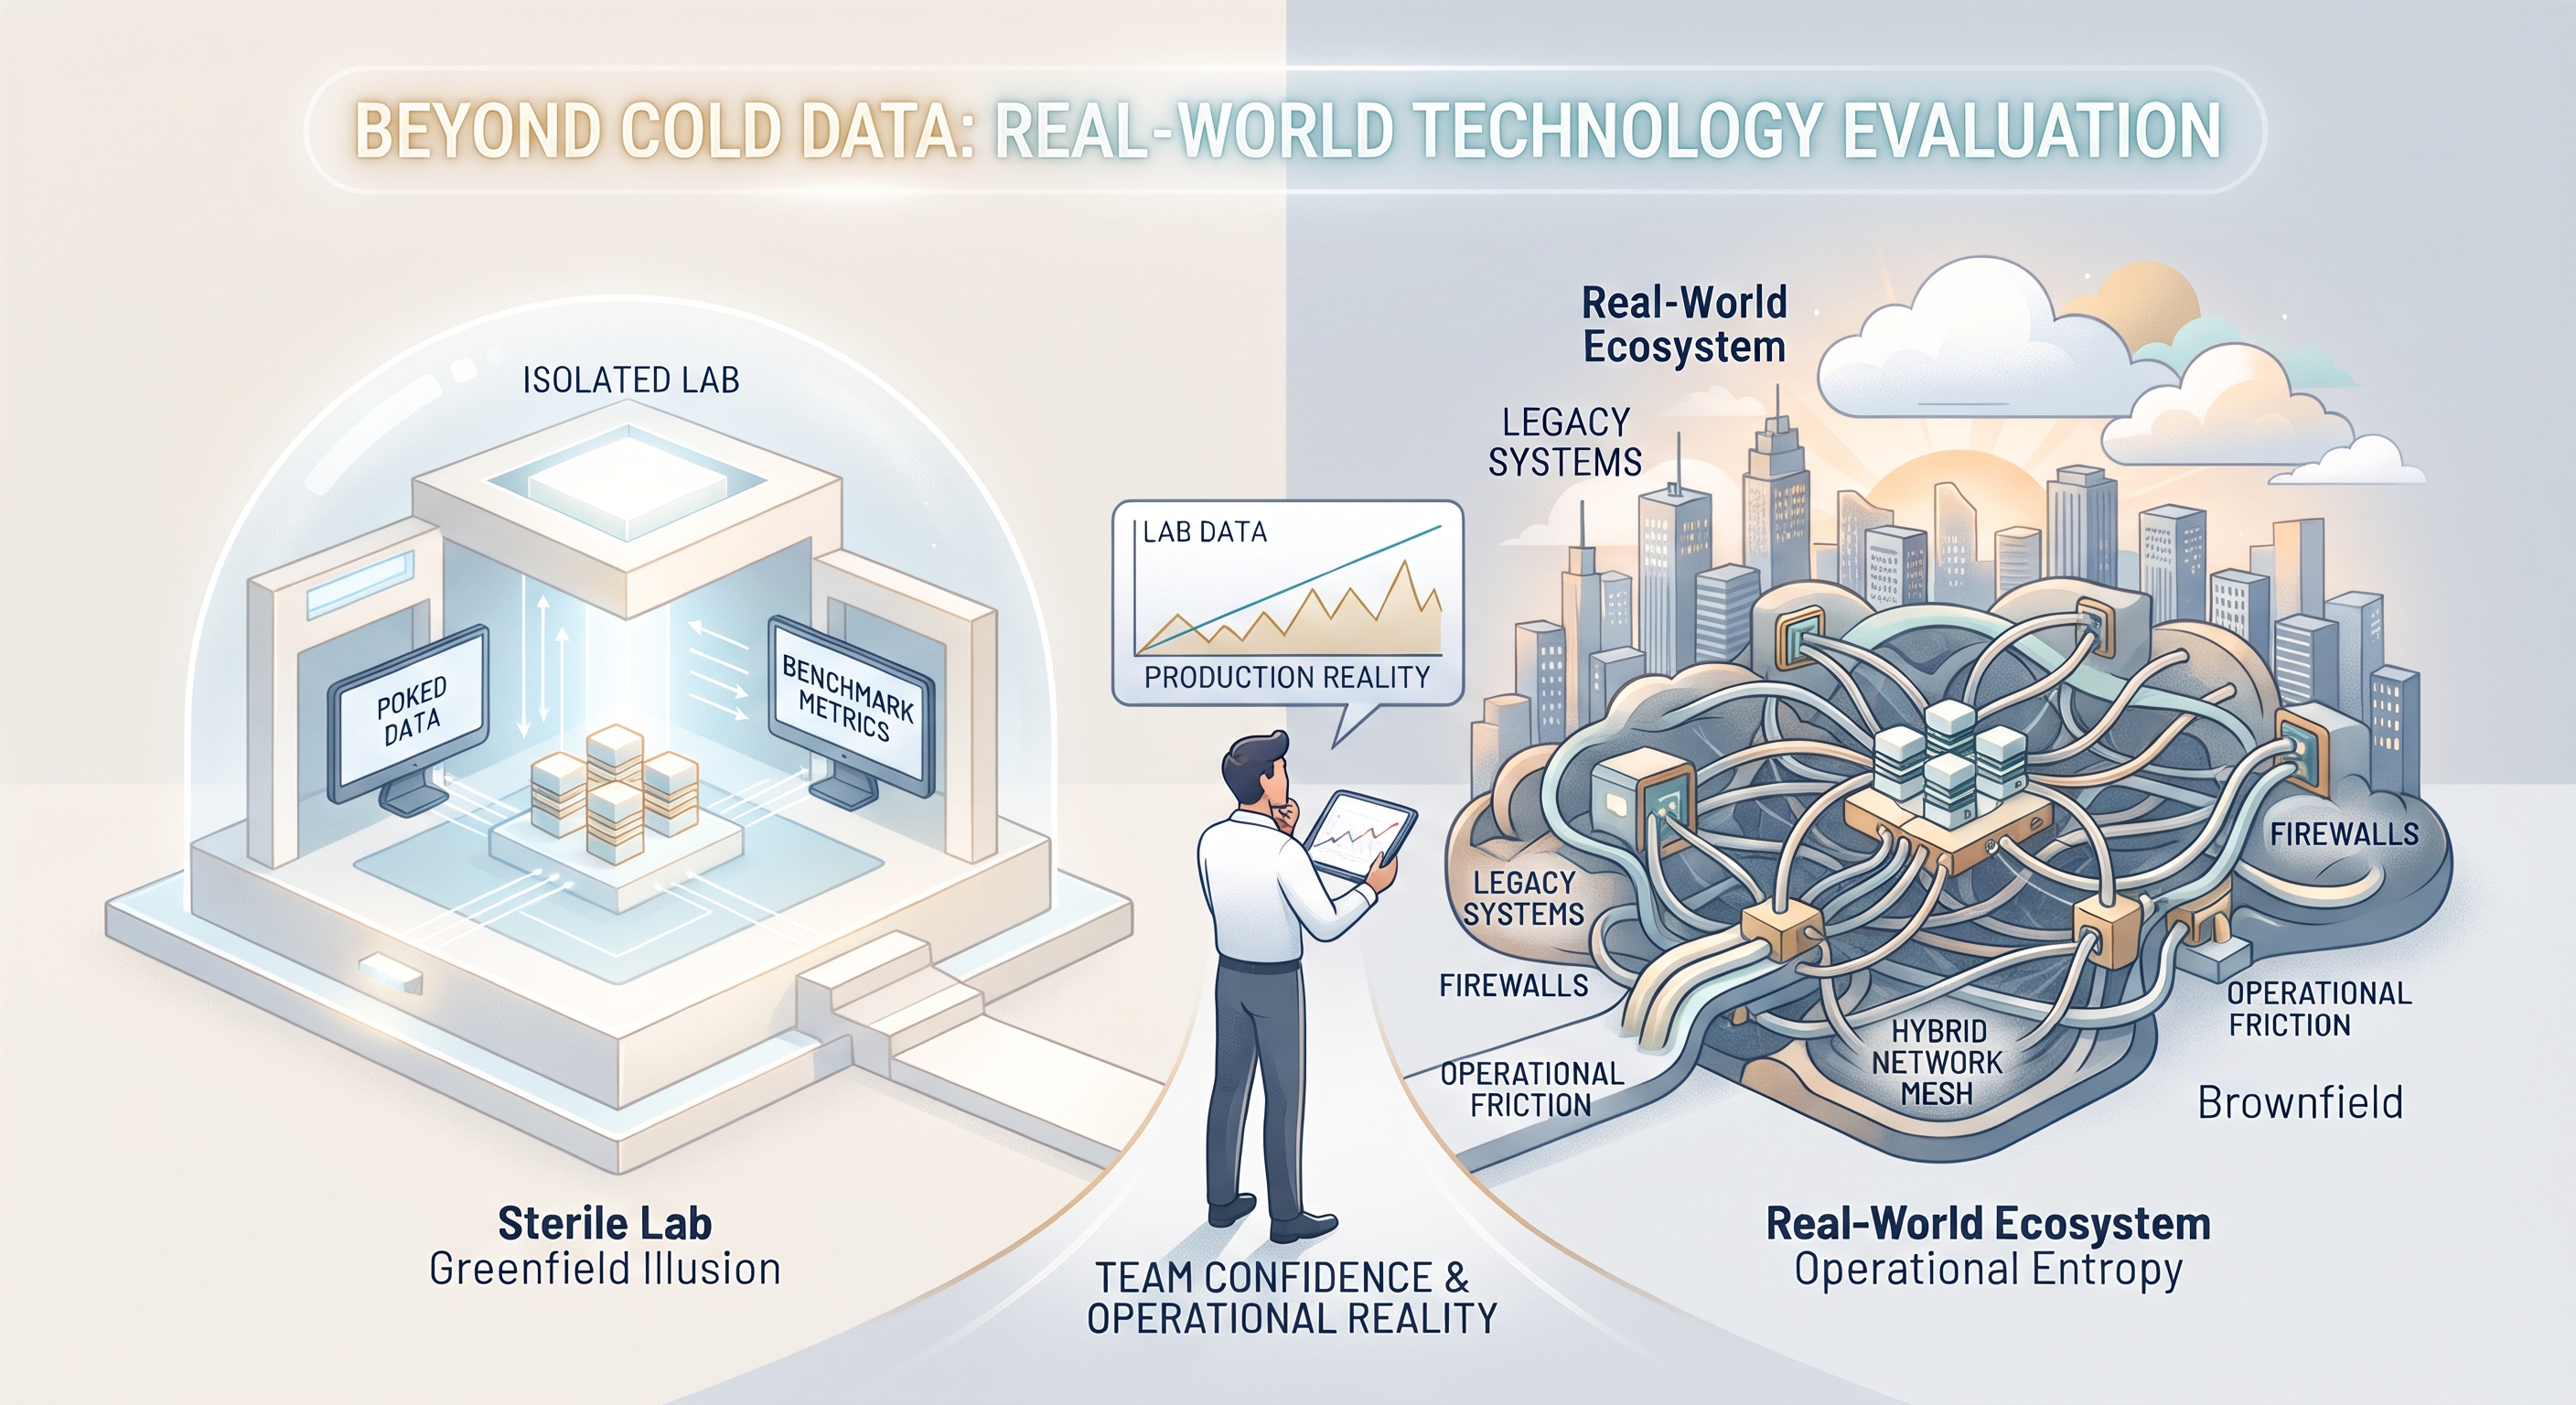 BEYOND COLD DATA: REAL-WORLD TECHNOLOGY EVALUATION
ISOLATED LAB
POKED
DATA
BENCHMARK
METRICS
Sterile Lab
Greenfield Illusion
LAB DATA
PRODUCTION REALITY
TEAM CONFIDENCE &
OPERATIONAL REALITY
Real-World
Ecosystem
LEGACY
SYSTEMS
LEGACY
SYSTEMS
FIREWALLS
FIREWALLS
OPERATIONAL
FRICTION
HYBRID
NETWORK
MESH
OPERATIONAL
FRICTION
Brownfield
Real-World Ecosystem
Operational Entropy